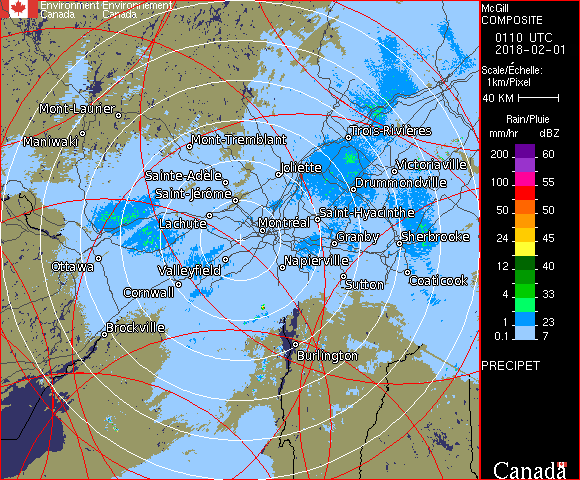 Environment Environnement
Canada Canada
McGill
COMPOSITE
0110 UTC
2018-02-01
Scale/Échelle:
1km/Pixel
40 KM
Rain/Pluie
mm/hr dBZ
200 60
100 55
50 50
24 45
12 40
4 33
1 23
0.1 7
PRECIPET
Mont-Laurier
Maniwaki
Mont-Tremblant
Trois-Rivières
Joliette
Victoriaville
Sainte-Adèle
Drummondville
Saint-Jérôme
Saint-Hyacinthe
Lachute
Montréal
Granby
Sherbrooke
Ottawa
Valleyfield
Napierville
Coaticook
Cornwall
Sutton
Brockville
Burlington
Canada